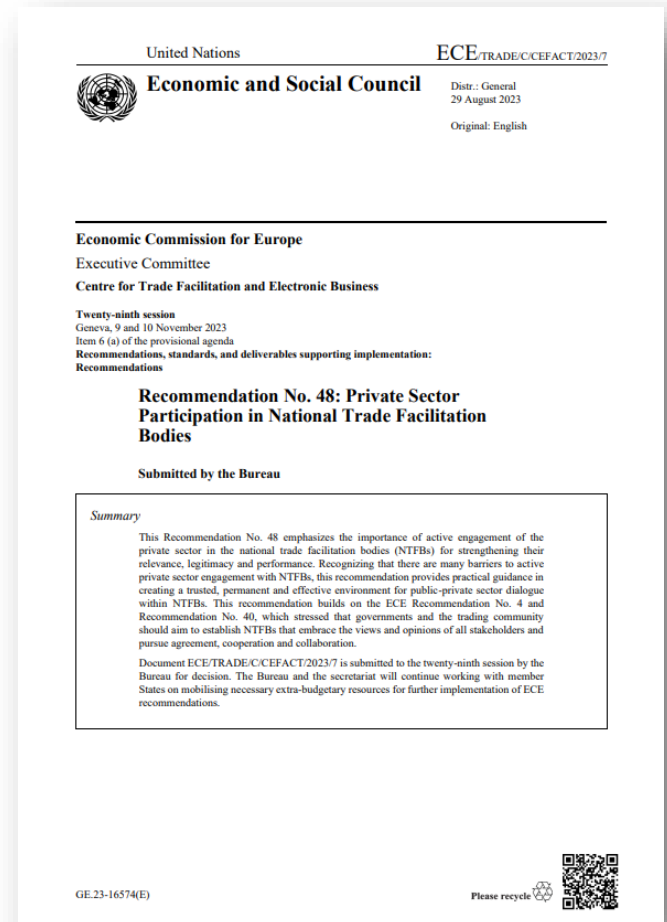 United Nations
ECE/TRADE/C/CEFACT/2023/7
Economic and Social Council
Distr.: General
29 August 2023
Original: English
Economic Commission for Europe
Executive Committee
Centre for Trade Facilitation and Electronic Business
Twenty-ninth session
Geneva, 9 and 10 November 2023
Item 6 (a) of the provisional agenda
Recommendations, standards, and deliverables supporting implementation:
Recommendations
Recommendation No. 48: Private Sector
Participation in National Trade Facilitation
Bodies
Submitted by the Bureau
Summary
This Recommendation No. 48 emphasizes the importance of active engagement of the
private sector in the national trade facilitation bodies (NTFBs) for strengthening their
relevance, legitimacy and performance. Recognizing that there are many barriers to active
private sector engagement with NTFBs, this recommendation provides practical guidance in
creating a trusted, permanent and effective environment for public-private sector dialogue
within NTFBs. This recommendation builds on the ECE Recommendation No. 4 and
Recommendation No. 40, which stressed that governments and the trading community
should aim to establish NTFBs that embrace the views and opinions of all stakeholders and
pursue agreement, cooperation and collaboration.
Document ECE/TRADE/C/CEFACT/2023/7 is submitted to the twenty-ninth session by the
Bureau for decision. The Bureau and the secretariat will continue working with member
States on mobilising necessary extra-budgetary resources for further implementation of ECE
recommendations.
GE.23-16574(E)
Please recycle